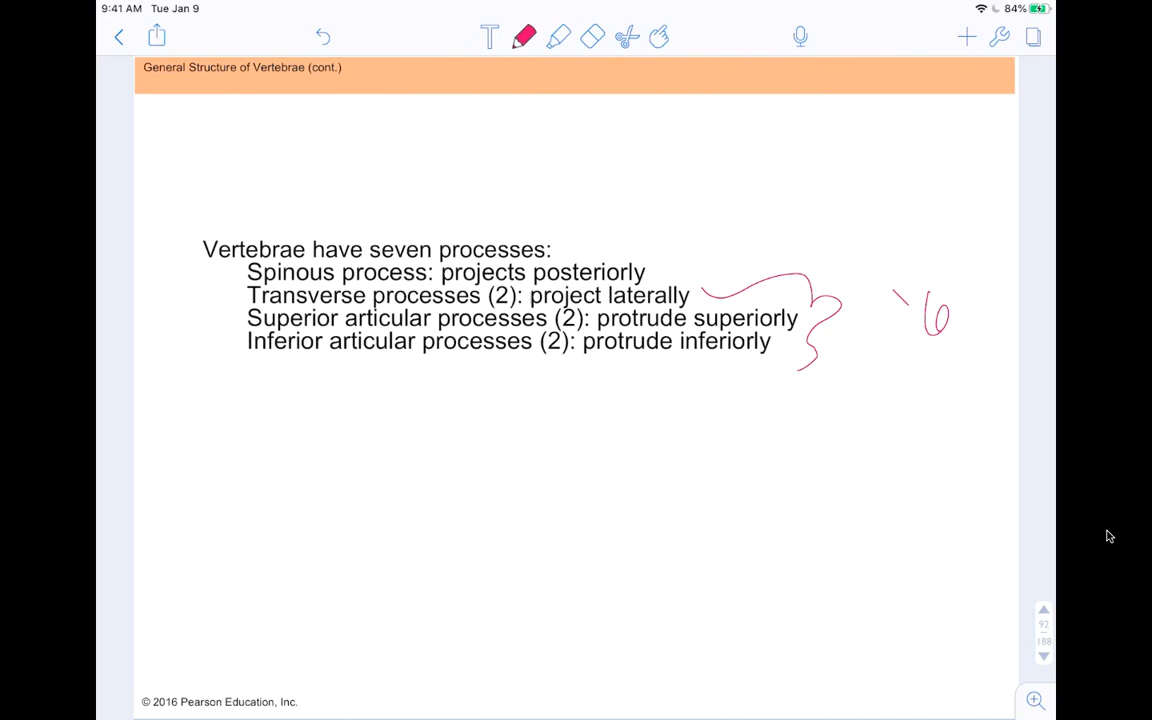 9:41 AM Tue Jan 9 84%
General Structure of Vertebrae (cont.)
Vertebrae have seven processes:
Spinous process: projects posteriorly
Transverse processes (2): project laterally
Superior articular processes (2): protrude superiorly
Inferior articular processes (2): protrude inferiorly
6
92
188
© 2016 Pearson Education, Inc.